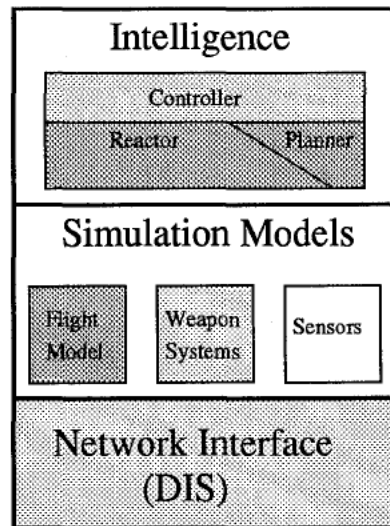 Intelligence
Controller
Reactor Planner
Simulation Models
Flight Model
Weapon Systems
Sensors
Network Interface
(DIS)